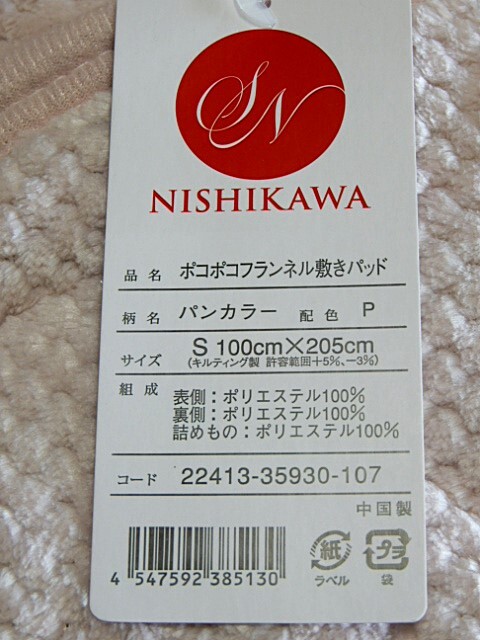 SN
NISHIKAWA
品名 ポコポコフランネル敷きパッド
柄名 パンカラー 配色 P
サイズ S 100cm×205cm
(キルティング製 許容範囲+5%、−3%)
組成 表側:ポリエステル100%
裏側:ポリエステル100%
詰めもの:ポリエステル100%
コード 22413-35930-107
中国製
4 547592 385130
紙 ラベル
プラ 袋